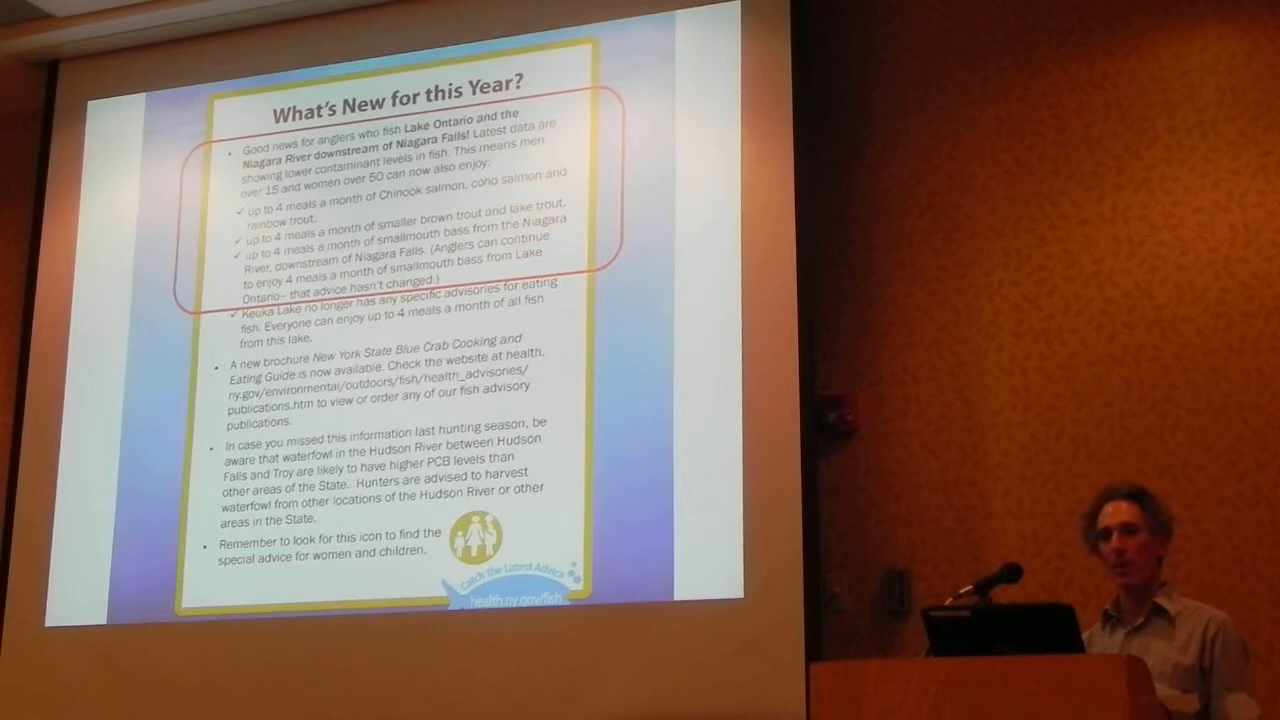 What's New for this Year?
• Good news for anglers who fish Lake Ontario and the
Niagara River downstream of Niagara Falls! Latest data are
showing lower contaminant levels in fish. This means men
over 15 and women over 50 can now also enjoy:
✓ up to 4 meals a month of Chinook salmon, coho salmon and
rainbow trout.
✓ up to 4 meals a month of smaller brown trout and lake trout.
✓ up to 4 meals a month of smallmouth bass from the Niagara
River, downstream of Niagara Falls. (Anglers can continue
to enjoy 4 meals a month of smallmouth bass from Lake
Ontario– that advice hasn't changed.)
✓ Keuka Lake no longer has any specific advisories for eating
fish. Everyone can enjoy up to 4 meals a month of all fish
from this lake.
• A new brochure New York State Blue Crab Cooking and
Eating Guide is now available. Check the website at health.
ny.gov/environmental/outdoors/fish/health_advisories/
publications.htm to view or order any of our fish advisory
publications.
• In case you missed this information last hunting season, be
aware that waterfowl in the Hudson River between Hudson
Falls and Troy are likely to have higher PCB levels than
other areas of the State. Hunters are advised to harvest
waterfowl from other locations of the Hudson River or other
areas in the State.
• Remember to look for this icon to find the
special advice for women and children.
Catch the Latest Advice
health.ny.gov/fish